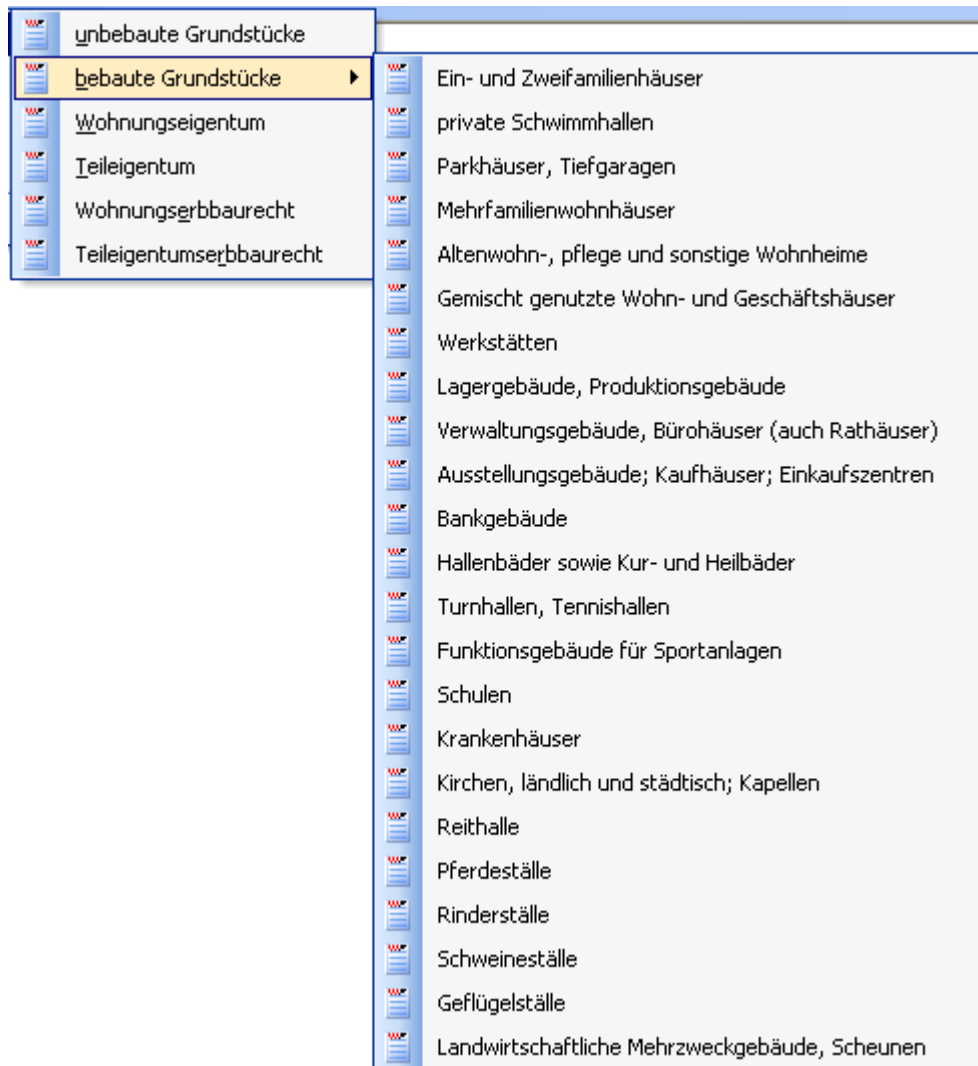 unbebaute Grundstücke
bebaute Grundstücke
Wohnungseigentum
Teileigentum
Wohnungserbbaurecht
Teileigentumserbbaurecht
Ein- und Zweifamilienhäuser
private Schwimmhallen
Parkhäuser, Tiefgaragen
Mehrfamilienwohnhäuser
Altenwohn-, pflege und sonstige Wohnheime
Gemischt genutzte Wohn- und Geschäftshäuser
Werkstätten
Lagergebäude, Produktionsgebäude
Verwaltungsgebäude, Bürohäuser (auch Rathäuser)
Ausstellungsgebäude; Kaufhäuser; Einkaufszentren
Bankgebäude
Hallenbäder sowie Kur- und Heilbäder
Turnhallen, Tennishallen
Funktionsgebäude für Sportanlagen
Schulen
Krankenhäuser
Kirchen, ländlich und städtisch; Kapellen
Reithalle
Pferdeställe
Rinderställe
Schweineställe
Geflügelställe
Landwirtschaftliche Mehrzweckgebäude, Scheunen